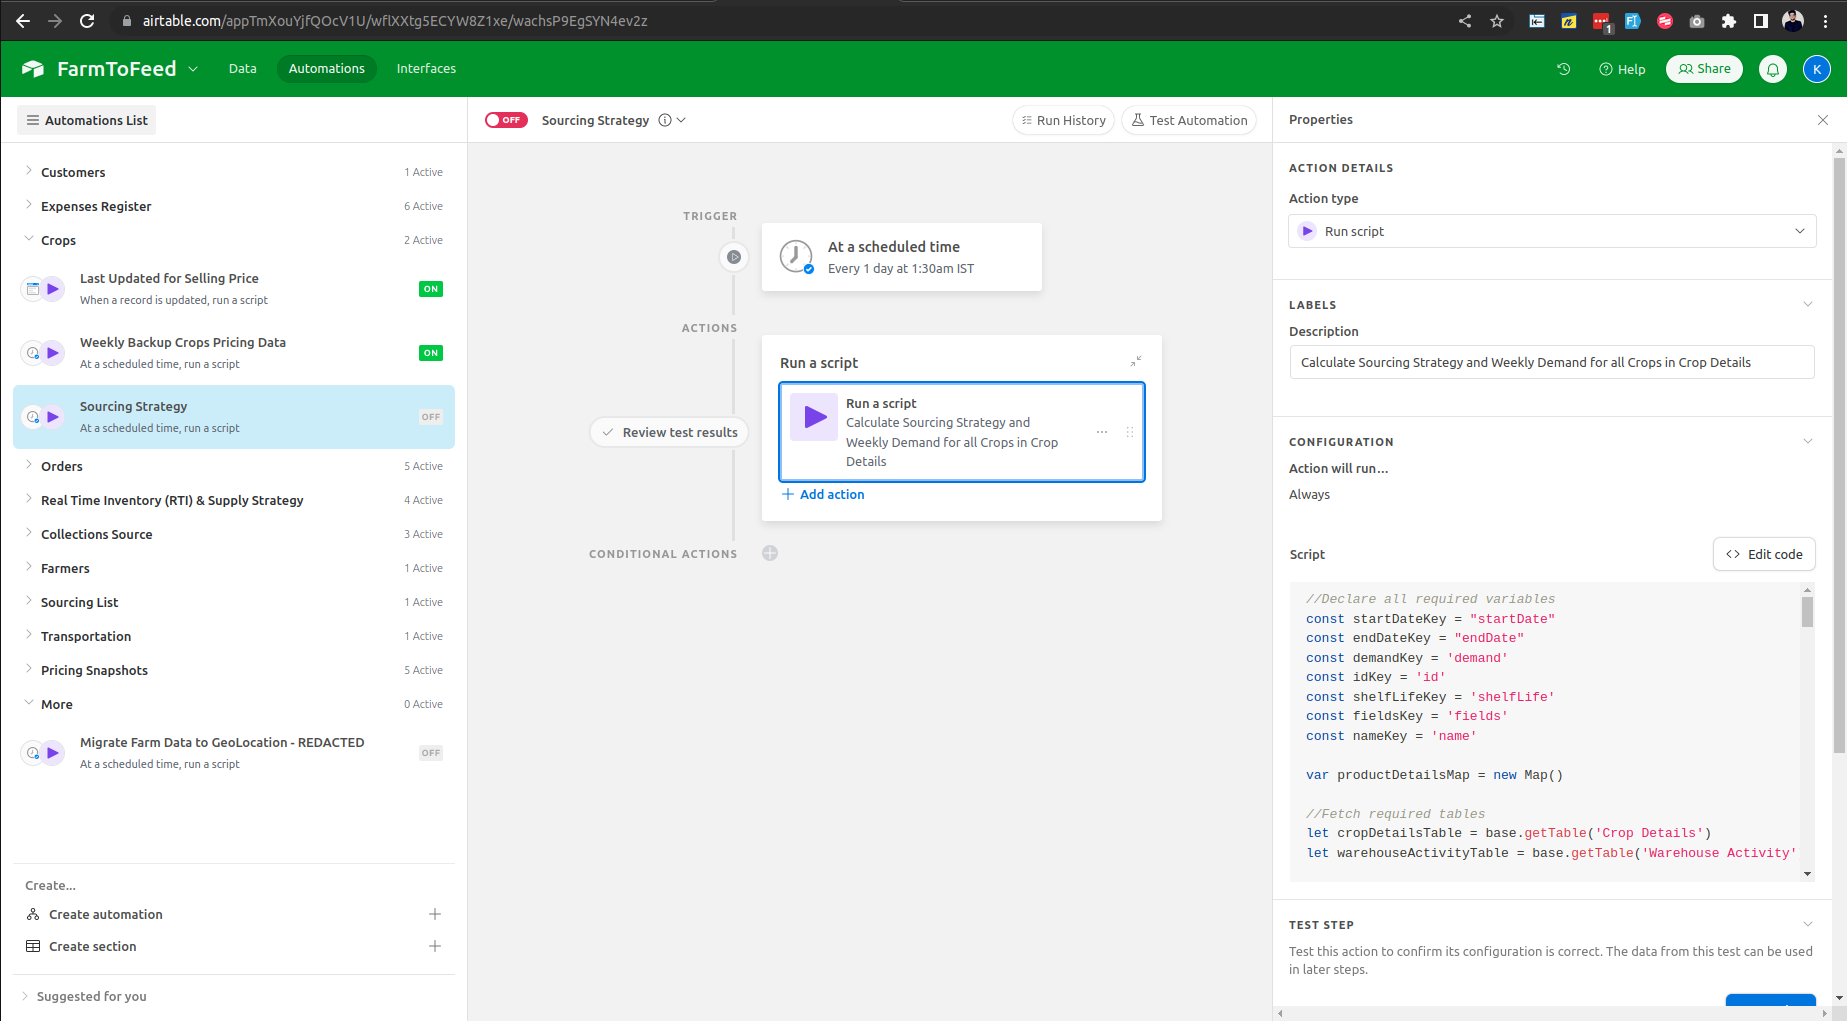 airtable.com/appTmXouYjfQOcV1U/wflXXtg5ECYW8Z1xe/wachsP9EgSYN4ev2z
1
FarmToFeed
Data
Automations
Interfaces
Help
Share
K
Automations List
OFF
Sourcing Strategy
Run History
Test Automation
Properties
Customers
1 Active
Expenses Register
6 Active
Crops
2 Active
Last Updated for Selling Price
When a record is updated, run a script
ON
Weekly Backup Crops Pricing Data
At a scheduled time, run a script
ON
Sourcing Strategy
At a scheduled time, run a script
OFF
Orders
5 Active
Real Time Inventory (RTI) & Supply Strategy
4 Active
Collections Source
3 Active
Farmers
1 Active
Sourcing List
1 Active
Transportation
1 Active
Pricing Snapshots
5 Active
More
0 Active
Migrate Farm Data to GeoLocation - REDACTED
At a scheduled time, run a script
OFF
Create...
Create automation
Create section
Suggested for you
TRIGGER
At a scheduled time
Every 1 day at 1:30am IST
ACTIONS
Run a script
Run a script
Calculate Sourcing Strategy and
Weekly Demand for all Crops in Crop
Details
Review test results
Add action
CONDITIONAL ACTIONS
ACTION DETAILS
Action type
Run script
LABELS
Description
Calculate Sourcing Strategy and Weekly Demand for all Crops in Crop Details
CONFIGURATION
Action will run...
Always
Script
Edit code
//Declare all required variables
const startDateKey = "startDate"
const endDateKey = "endDate"
const demandKey = 'demand'
const idKey = 'id'
const shelfLifeKey = 'shelfLife'
const fieldsKey = 'fields'
const nameKey = 'name'
var productDetailsMap = new Map()
//Fetch required tables
let cropDetailsTable = base.getTable('Crop Details')
let warehouseActivityTable = base.getTable('Warehouse Activity'
TEST STEP
Test this action to confirm its configuration is correct. The data from this test can be used
in later steps.